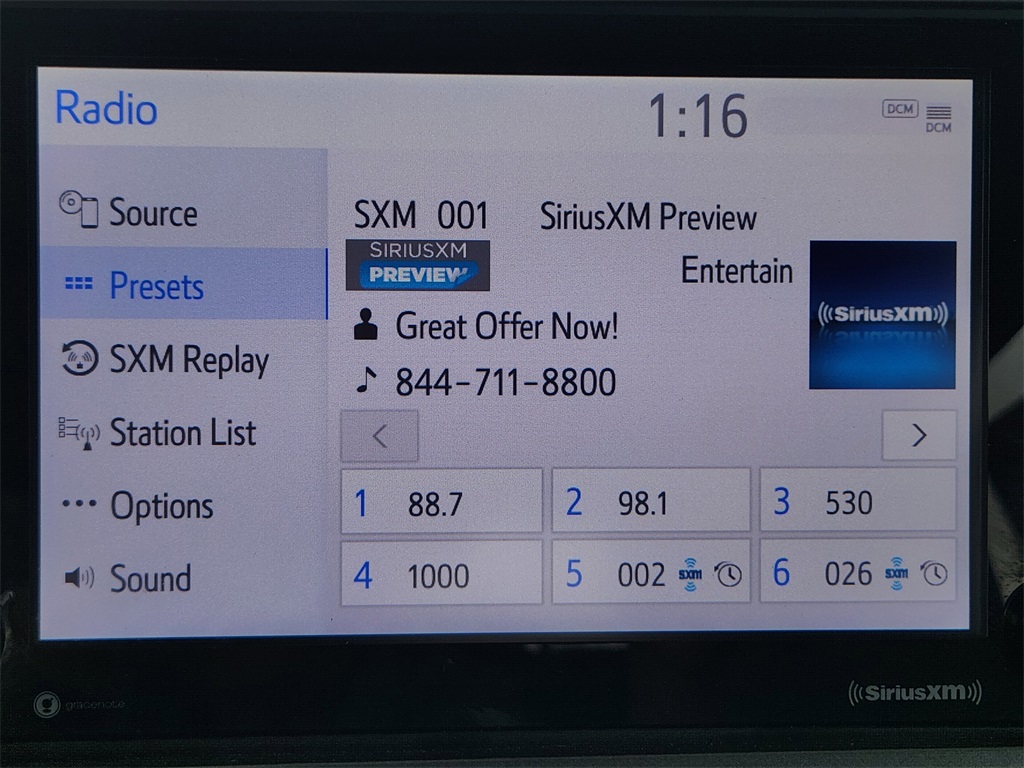 Radio
1:16
DCM
DCM
Source
Presets
SXM Replay
Station List
Options
Sound
SXM 001 SiriusXM Preview
SIRIUSXM
PREVIEW
Entertain
((SiriusXM))
Great Offer Now!
844-711-8800
< >
1 88.7
2 98.1
3 530
4 1000
5 002 sxm
6 026 sxm
gracenote
((SiriusXM))